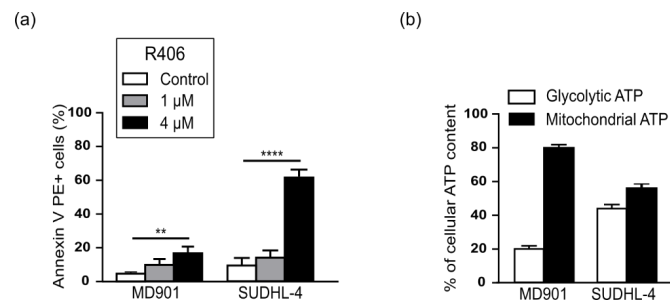 (a)
R406
Control
1 µM
4 µM
Annexin V PE+ cells (%)
100
80
60
40
20
0
**
****
MD901
SUDHL-4
(b)
Glycolytic ATP
Mitochondrial ATP
% of cellular ATP content
100
80
60
40
20
0
MD901
SUDHL-4